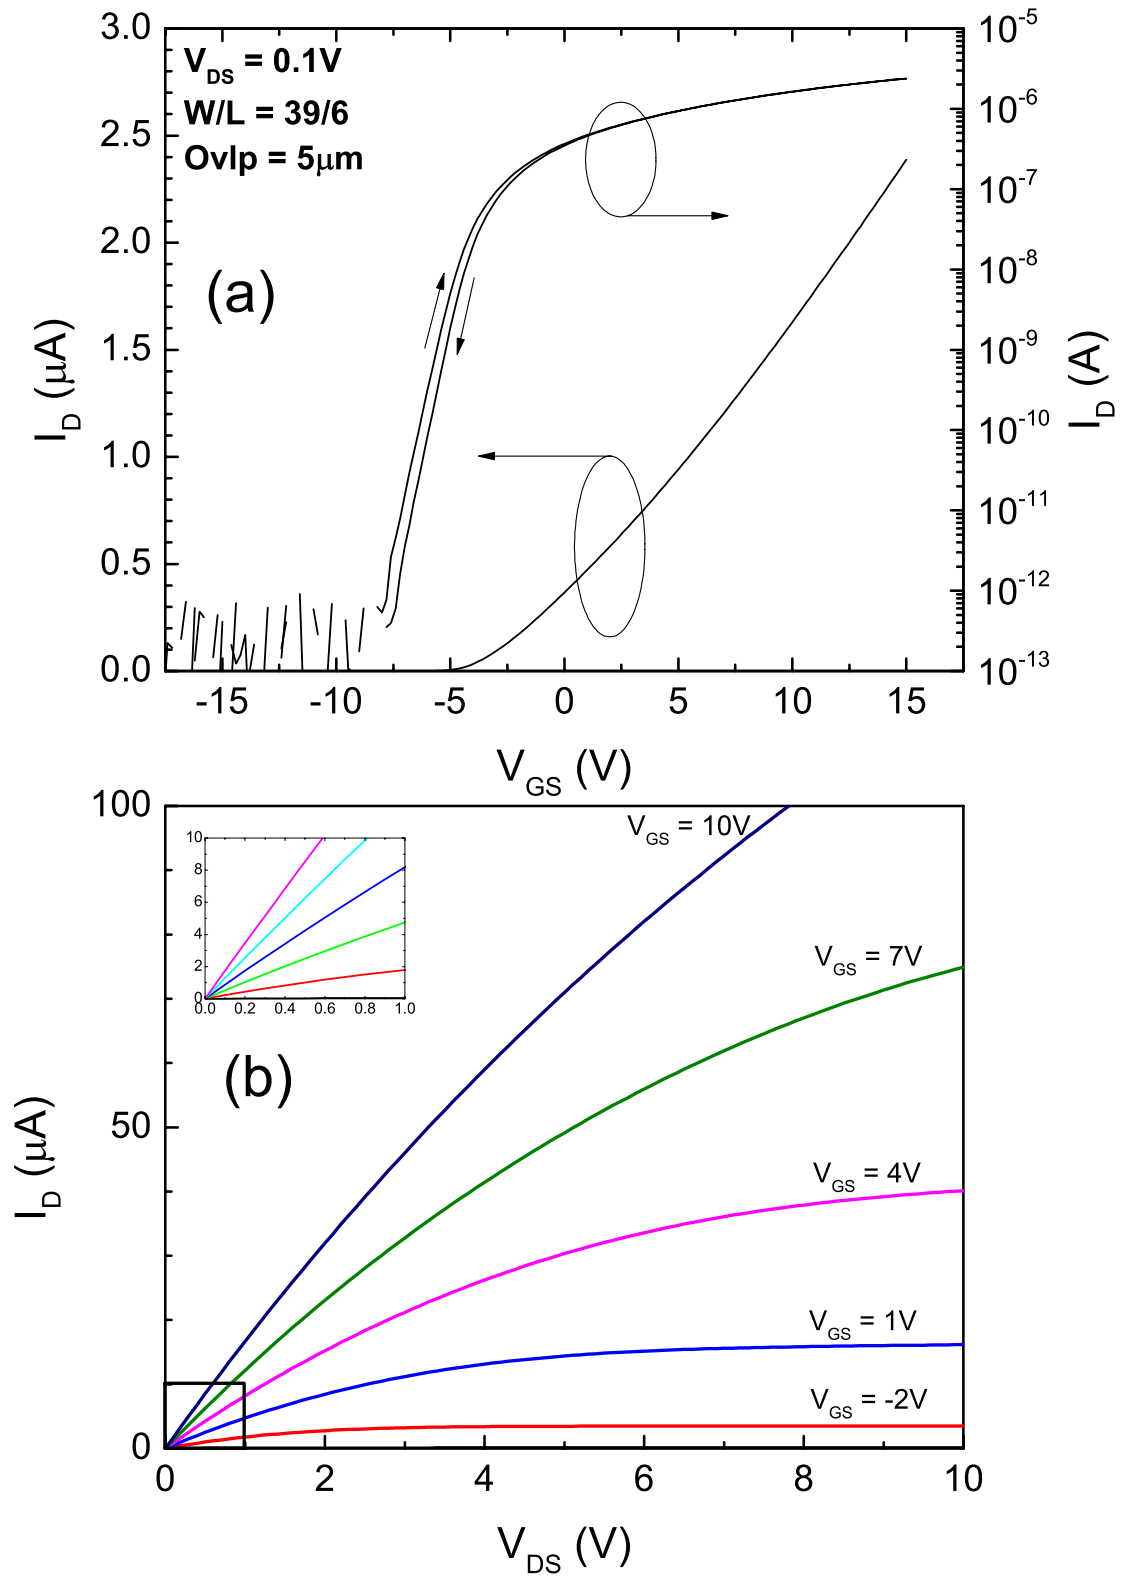 3.0
2.5
2.0
1.5
1.0
0.5
0.0
I_D (μA)
V_DS = 0.1V
W/L = 39/6
Ovlp = 5μm
(a)
10^-5
10^-6
10^-7
10^-8
10^-9
10^-10
10^-11
10^-12
10^-13
I_D (A)
-15 -10 -5 0 5 10 15
V_GS (V)
100
50
0
I_D (μA)
10
8
6
4
2
0
0.0 0.2 0.4 0.6 0.8 1.0
(b)
V_GS = 10V
V_GS = 7V
V_GS = 4V
V_GS = 1V
V_GS = -2V
0 2 4 6 8 10
V_DS (V)